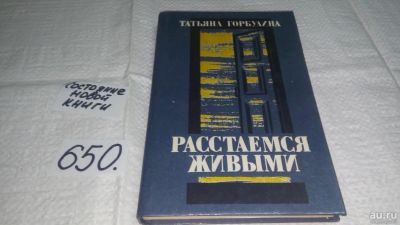 состояние
новой
книги
650.
ТАТЬЯНА ГОРБУЛИНА
РАССТАЕМСЯ
ЖИВЫМИ
au.ru